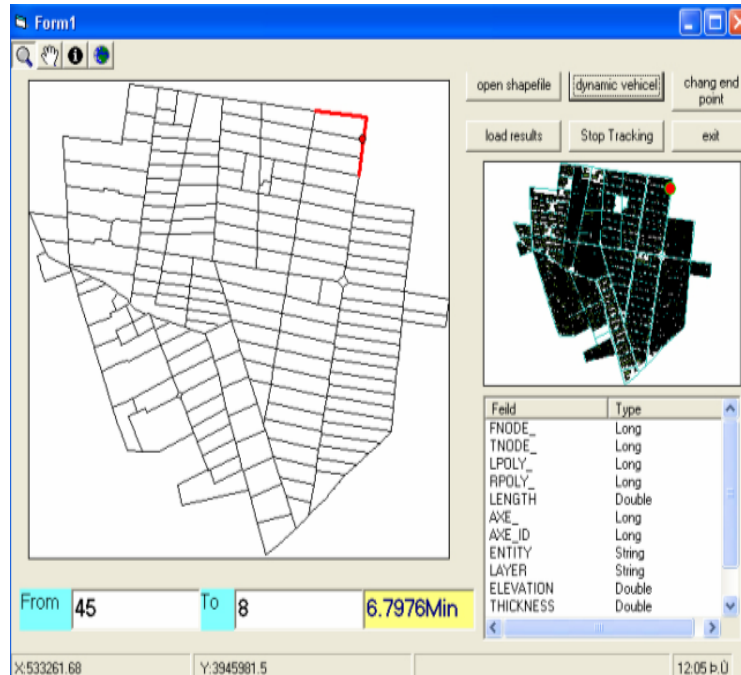 Form1
open shapefile
dynamic vehicel
chang end
point
load results
Stop Tracking
exit
Feild Type
FNODE_ Long
TNODE_ Long
LPOLY_ Long
RPOLY_ Long
LENGTH Double
AXE_ Long
AXE_ID Long
ENTITY String
LAYER String
ELEVATION Double
THICKNESS Double
From 45 To 8 6.7976Min
X:533261.68 Y:3945981.5 12:05 Þ.Ù